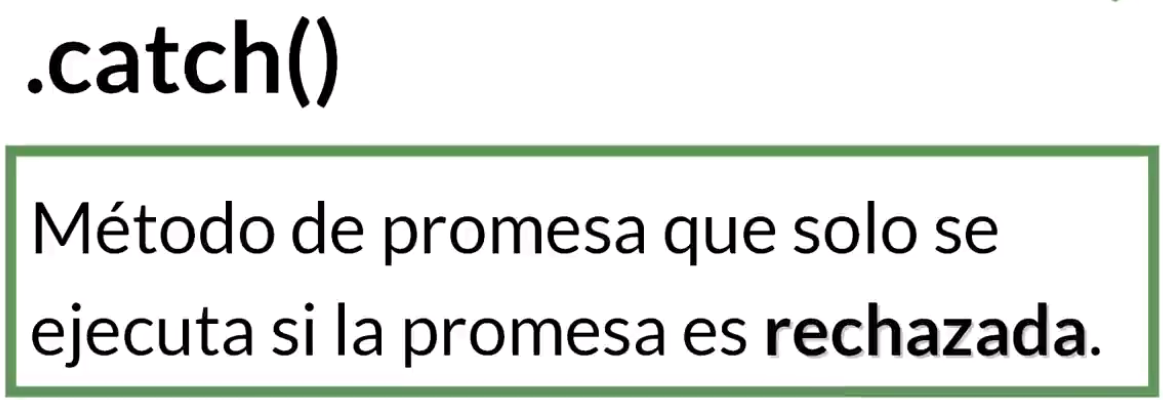 .catch()
Método de promesa que solo se
ejecuta si la promesa es rechazada.